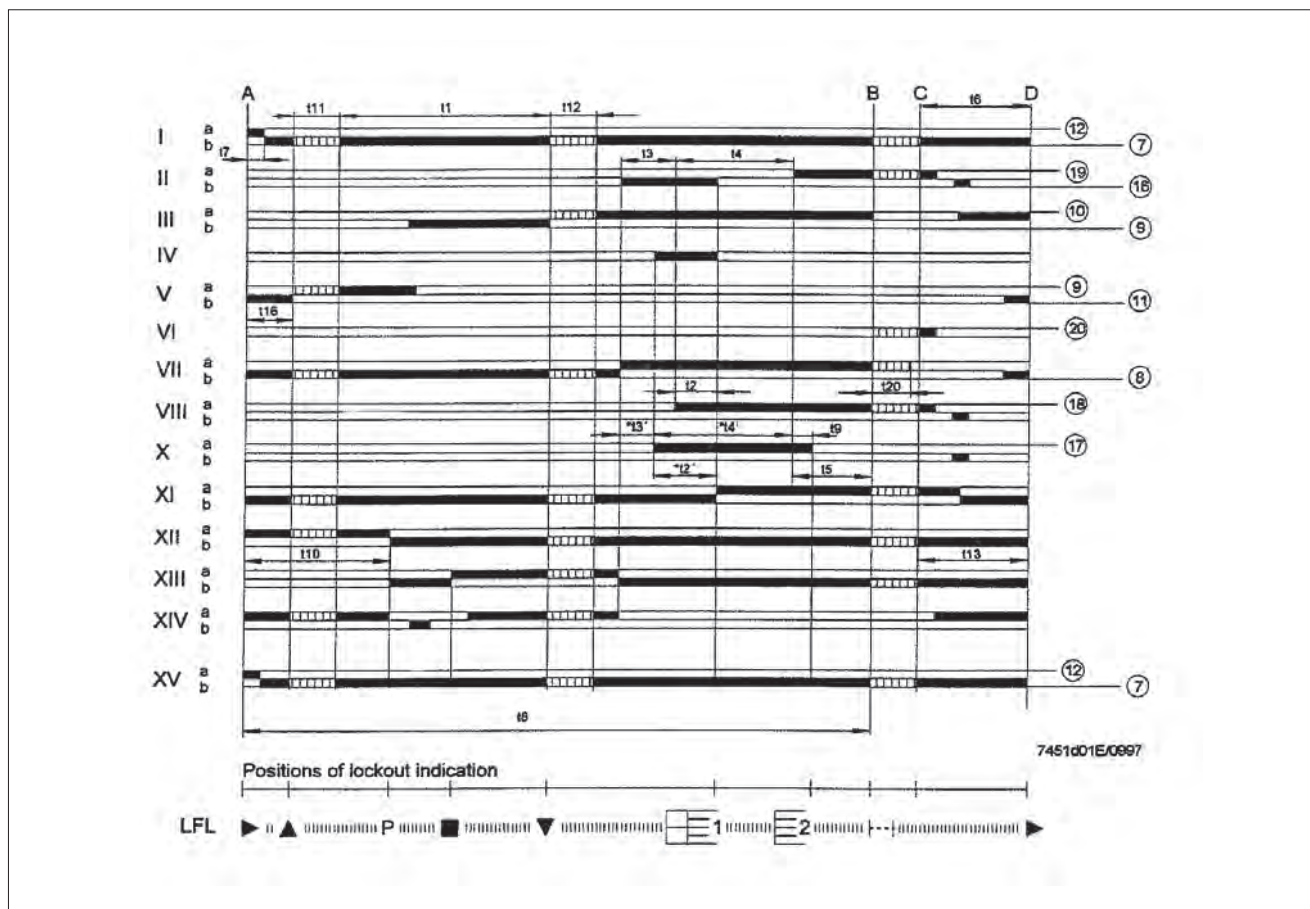 A B C D
t11 t1 t12 t6
I a b 12 7
t7
t3 t4
II a b 19 16
III a b 10 9
IV
V a b 9 11
t16
VI 20
VII a b 8
t2 t20
VIII 18
"t3" "t4" t9
X a b 17
"t2" t5
XI a b
XII a b
t10 t13
XIII a b
XIV a b
XV a b 12 7
t8
7451d01E/0997
Positions of lockout indication
LFL P 1 2